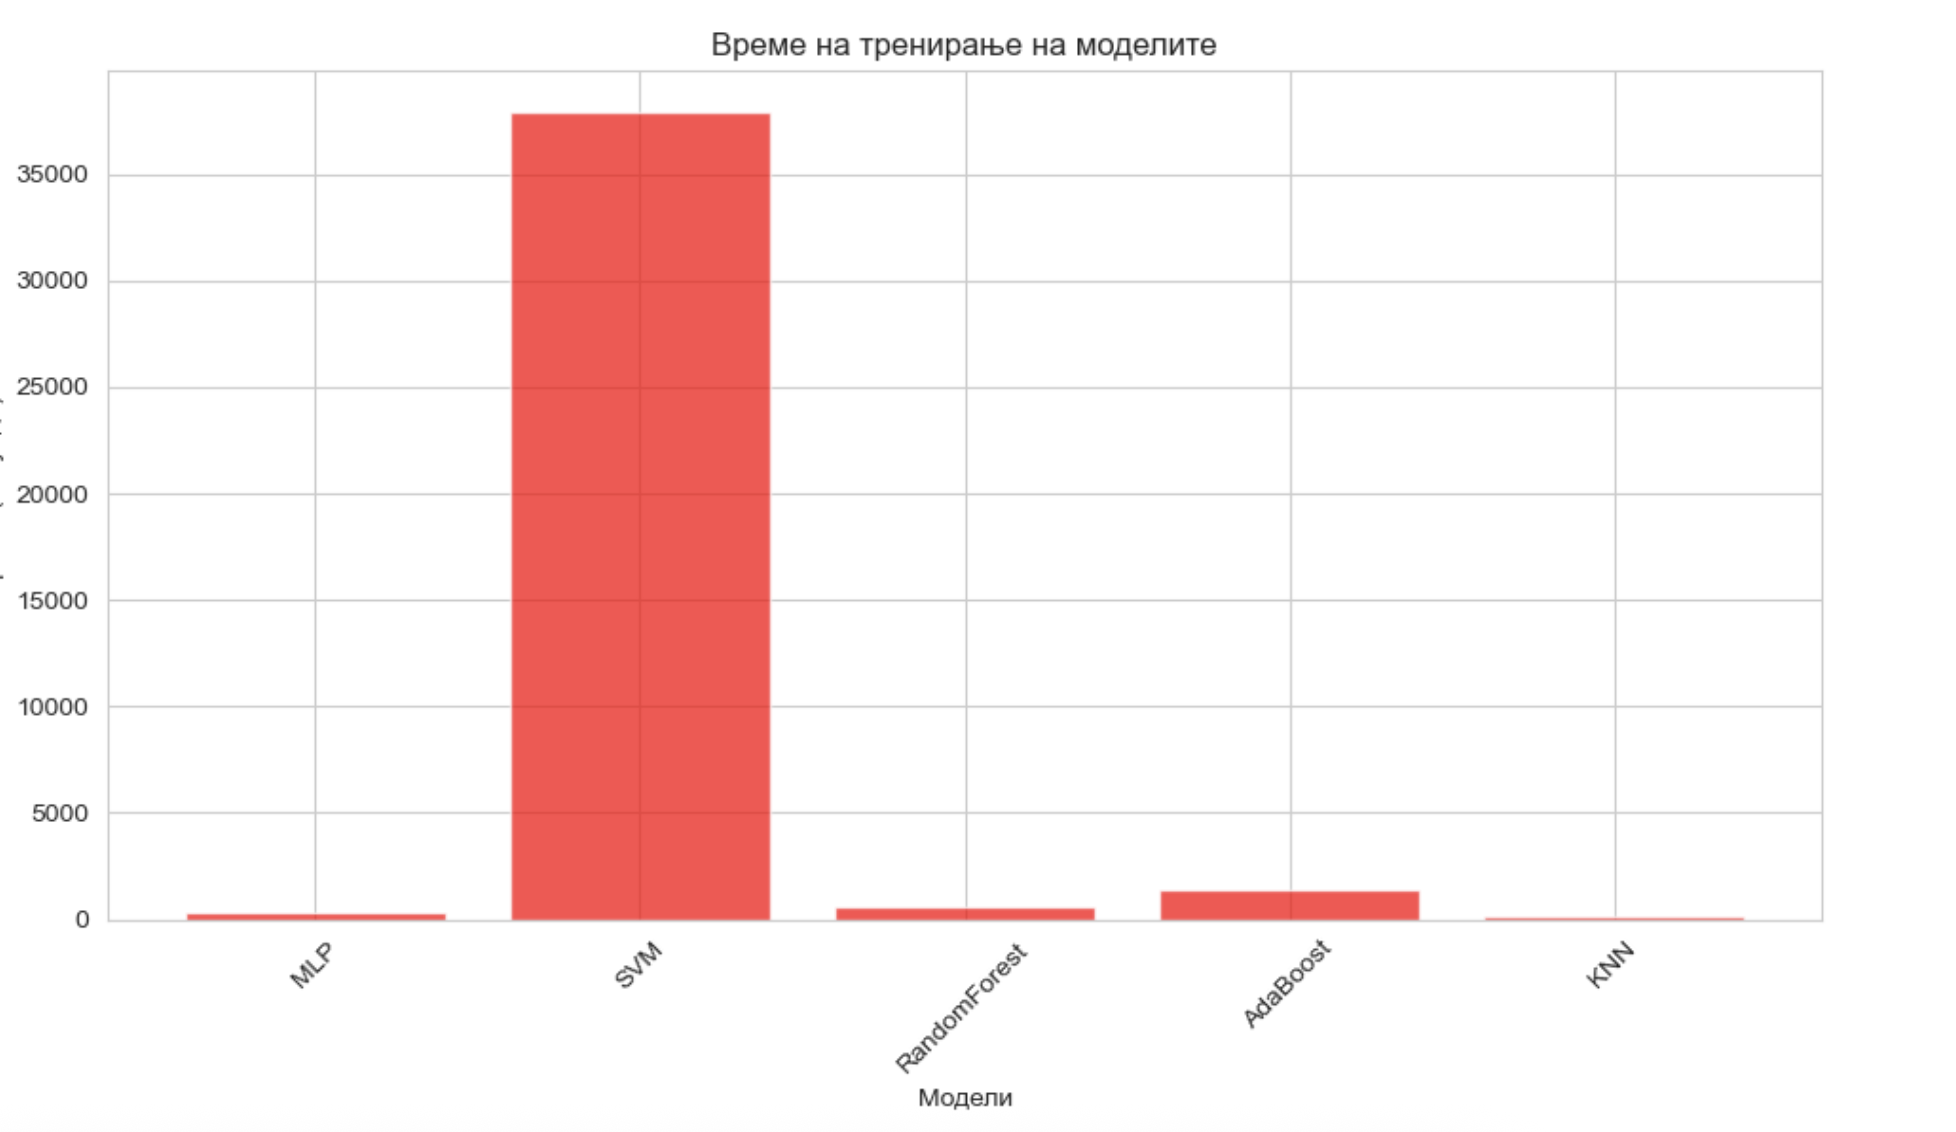 Време на тренирање на моделите
35000
30000
25000
20000
15000
10000
5000
0
MLP
SVM
RandomForest
AdaBoost
KNN
Модели